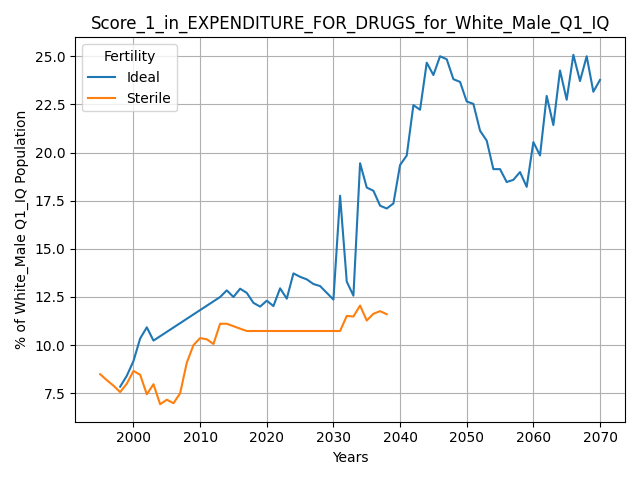 Score_1_in_EXPENDITURE_FOR_DRUGS_for_White_Male_Q1_IQ
Fertility
Ideal
Sterile
% of White_Male Q1_IQ Population
25.0
22.5
20.0
17.5
15.0
12.5
10.0
7.5
2000 2010 2020 2030 2040 2050 2060 2070
Years